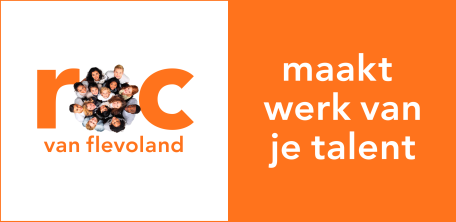 roc
van flevoland
maakt
werk van
je talent